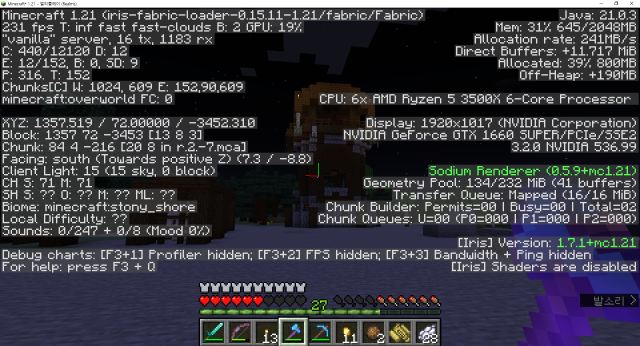 Minecraft 1.21 (iris-fabric-loader-0.15.11-1.21/fabric/Fabric)
231 fps T: inf fast fast-clouds B: 2 GPU: 19%
"vanilla" server, 16 tx, 1183 rx
C: 440/12120 D: 12
E: 12/152, B: 0, SD: 9
P: 316. T: 152
Chunks[C] W: 1024, 609 E: 152,90,609
minecraft:overworld FC: 0
XYZ: 1357.519 / 72.00000 / -3452.310
Block: 1357 72 -3453 [13 8 3]
Chunk: 84 4 -216 [20 8 in r.2.-7.mca]
Facing: south (Towards positive Z) (7.3 / -8.8)
Client Light: 15 (15 sky, 0 block)
CH S: 71 M: 71
SH S: ?? O: ?? M: ?? ML: ??
Biome: minecraft:stony_shore
Local Difficulty: ??
Sounds: 0/247 + 0/8 (Mood 0%)
Debug charts: [F3+1] Profiler hidden; [F3+2] FPS hidden; [F3+3] Bandwidth + Ping hidden
For help: press F3 + Q
Java: 21.0.3
Mem: 31% 645/2048MB
Allocation rate: 241MB/s
Direct Buffers: +11.717 MiB
Allocated: 39% 800MB
Off-Heap: +190MB
CPU: 6x AMD Ryzen 5 3500X 6-Core Processor
Display: 1920x1017 (NVIDIA Corporation)
NVIDIA GeForce GTX 1660 SUPER/PCIe/SSE2
3.2.0 NVIDIA 536.99
Sodium Renderer (0.5.9+mc1.21)
Geometry Pool: 134/232 MiB (41 buffers)
Transfer Queue: Mapped (16/16 MiB)
Chunk Builder: Permits=00 | Busy=00 | Total=02
Chunk Queues: U=00 (P0=000 | P1=000 | P2=000)
[Iris] Version: 1.7.1+mc1.21
[Iris] Shaders are disabled
발소리 >
27
13
11
2
28